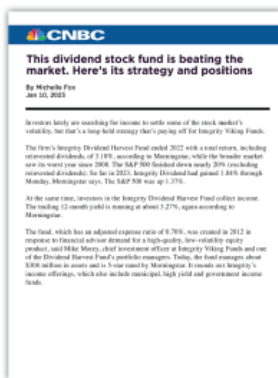 CNBC
This dividend stock fund is beating the
market. Here's its strategy and positions
By Michelle Fox
Jan 10, 2023
Investors lately are searching for income to settle some of the stock market's
volatility, but that's a long-held strategy that's paying off for Integrity Viking Funds.
The firm's Integrity Dividend Harvest Fund ended 2022 with a total return, including
reinvested dividends, of 3.18%, according to Morningstar, while the broader market
saw its worst year since 2008. The S&P 500 finished down nearly 20% (excluding
reinvested dividends). So far in 2023, Integrity Dividend had gained 1.84% through
Monday, Morningstar says. The S&P 500 was up 1.37%.
At the same time, investors in the Integrity Dividend Harvest Fund collect income.
The trailing 12-month yield is running at about 3.27%, again according to
Morningstar.
The fund, which has an adjusted expense ratio of 0.78%, was created in 2012 in
response to financial advisor demand for a high-quality, low-volatility equity
product, said Mike Morey, chief investment officer at Integrity Viking Funds and one
of the Dividend Harvest Fund's portfolio managers. Today, the fund manages about
$308 million in assets and is 5-star rated by Morningstar. It rounds out Integrity's
income offerings, which also include municipal, high yield and government income
funds.